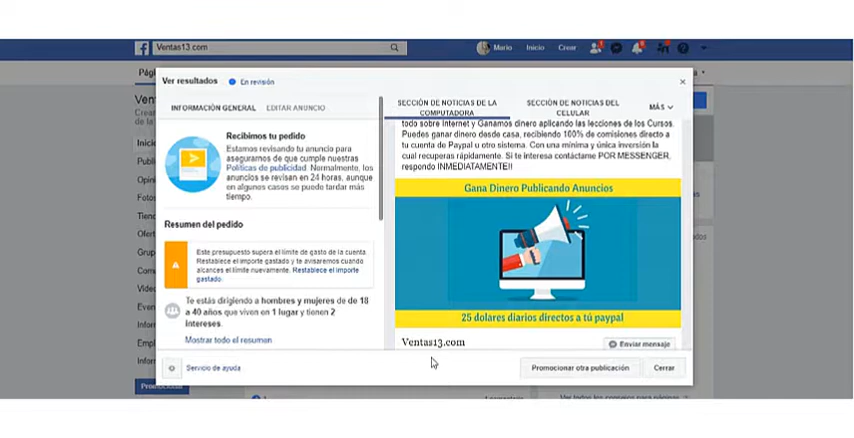 Ventas13.com
Mario
Inicio
Crear
Ver resultados
En revisión
INFORMACIÓN GENERAL
EDITAR ANUNCIO
Recibimos tu pedido
Estamos revisando tu anuncio para
asegurarnos de que cumple nuestras
Políticas de publicidad. Normalmente, los
anuncios se revisan en 24 horas, aunque
en algunos casos se puede tardar más
tiempo.
Resumen del pedido
Este presupuesto supera el límite de gasto de la cuenta.
Restablece el importe gastado y te avisaremos cuando
alcances el límite nuevamente. Restablece el importe
gastado.
Te estás dirigiendo a hombres y mujeres de de 18
a 40 años que viven en 1 lugar y tienen 2
intereses.
Mostrar todo el resumen
Servicio de ayuda
SECCIÓN DE NOTICIAS DE LA
COMPUTADORA
SECCIÓN DE NOTICIAS DEL
CELULAR
MÁS
todo sobre Internet y Ganamos dinero aplicando las lecciones de los Cursos.
Puedes ganar dinero desde casa, recibiendo 100% de comisiones directo a
tu cuenta de Paypal u otro sistema. Con una mínima y única inversión la
cual recuperas rápidamente. Si te interesa contáctame POR MESSENGER,
respondo INMEDIATAMENTE!!
Gana Dinero Publicando Anuncios
25 dolares diarios directos a tú paypal
Ventas13.com
Enviar mensaje
Promocionar otra publicación
Cerrar